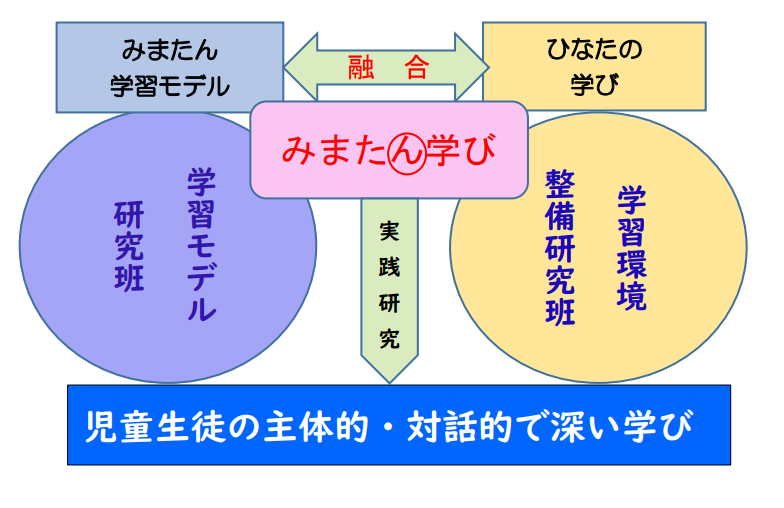 みまたん
学習モデル
融　合
ひなたの
学び
みまたん学び
学習モデル
研究班
実践研究
学習環境
整備研究班
児童生徒の主体的・対話的で深い学び